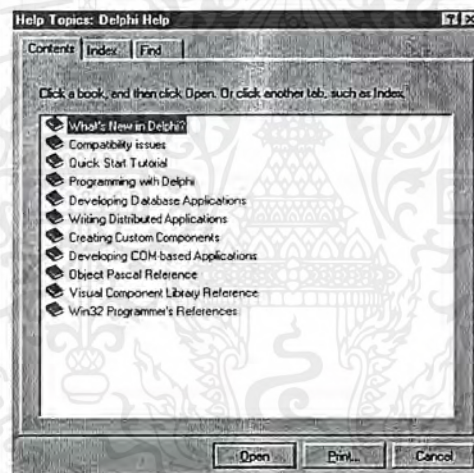 Help Topics: Delphi Help
Contents Index Find
Click a book, and then click Open. Or click another tab, such as Index.
What's New in Delphi?
Compatibility issues
Quick Start Tutorial
Programming with Delphi
Developing Database Applications
Writing Distributed Applications
Creating Custom Components
Developing COM-based Applications
Object Pascal Reference
Visual Component Library Reference
Win32 Programmer's References
Open Print... Cancel